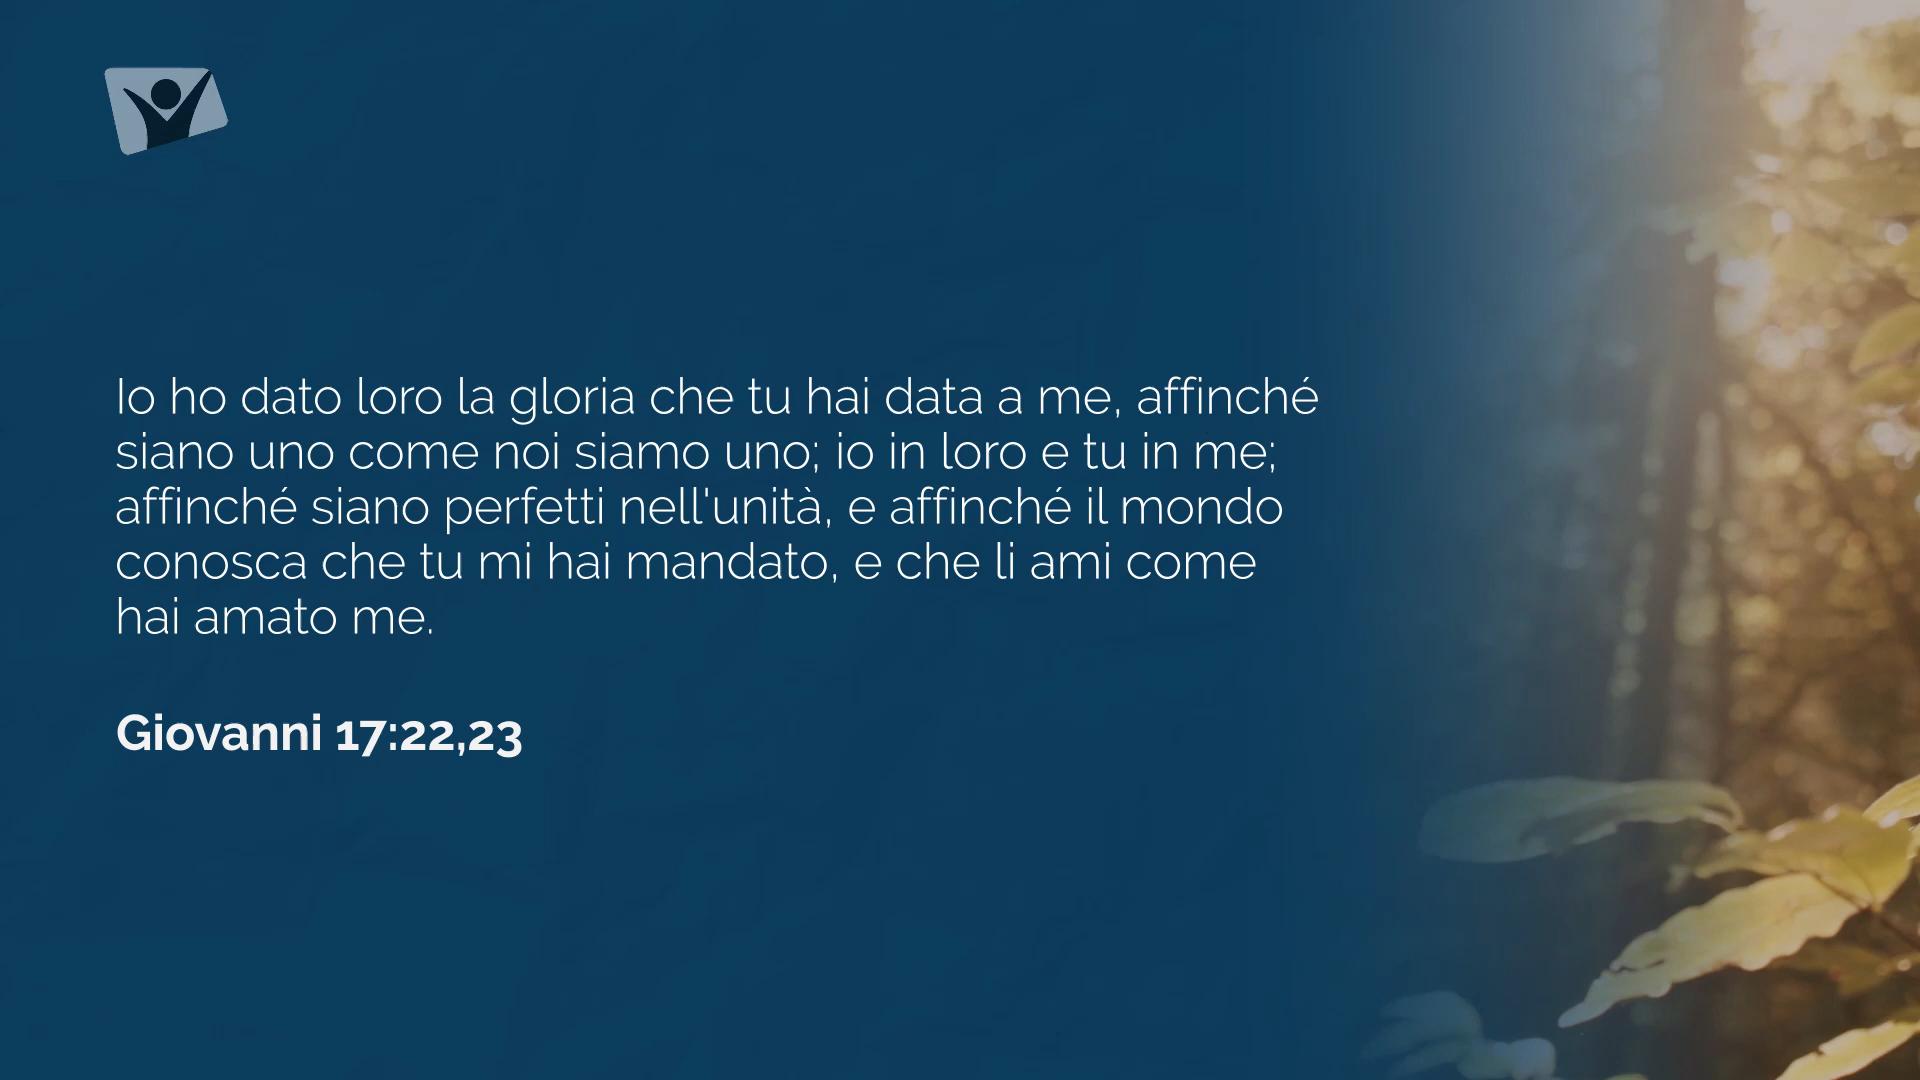 Io ho dato loro la gloria che tu hai data a me, affinché
siano uno come noi siamo uno; io in loro e tu in me;
affinché siano perfetti nell'unità, e affinché il mondo
conosca che tu mi hai mandato, e che li ami come
hai amato me.
Giovanni 17:22,23